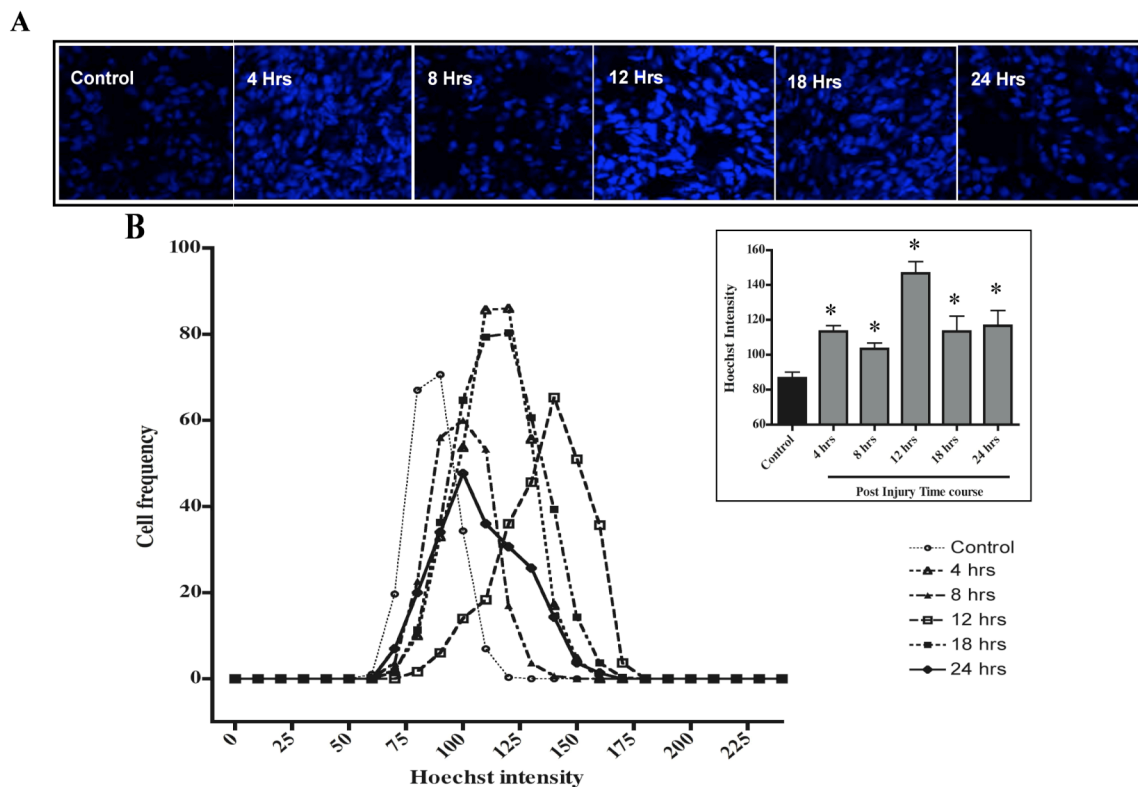 A
Control 4 Hrs 8 Hrs 12 Hrs 18 Hrs 24 Hrs
B
100
80
60
40
20
0
Cell frequency
0 25 50 75 100 125 150 175 200 225
Hoechst intensity
160
140
120
100
80
60
Hoechst Intensity
* * * * *
Control 4 hrs 8 hrs 12 hrs 18 hrs 24 hrs
Post Injury Time course
Control
4 hrs
8 hrs
12 hrs
18 hrs
24 hrs